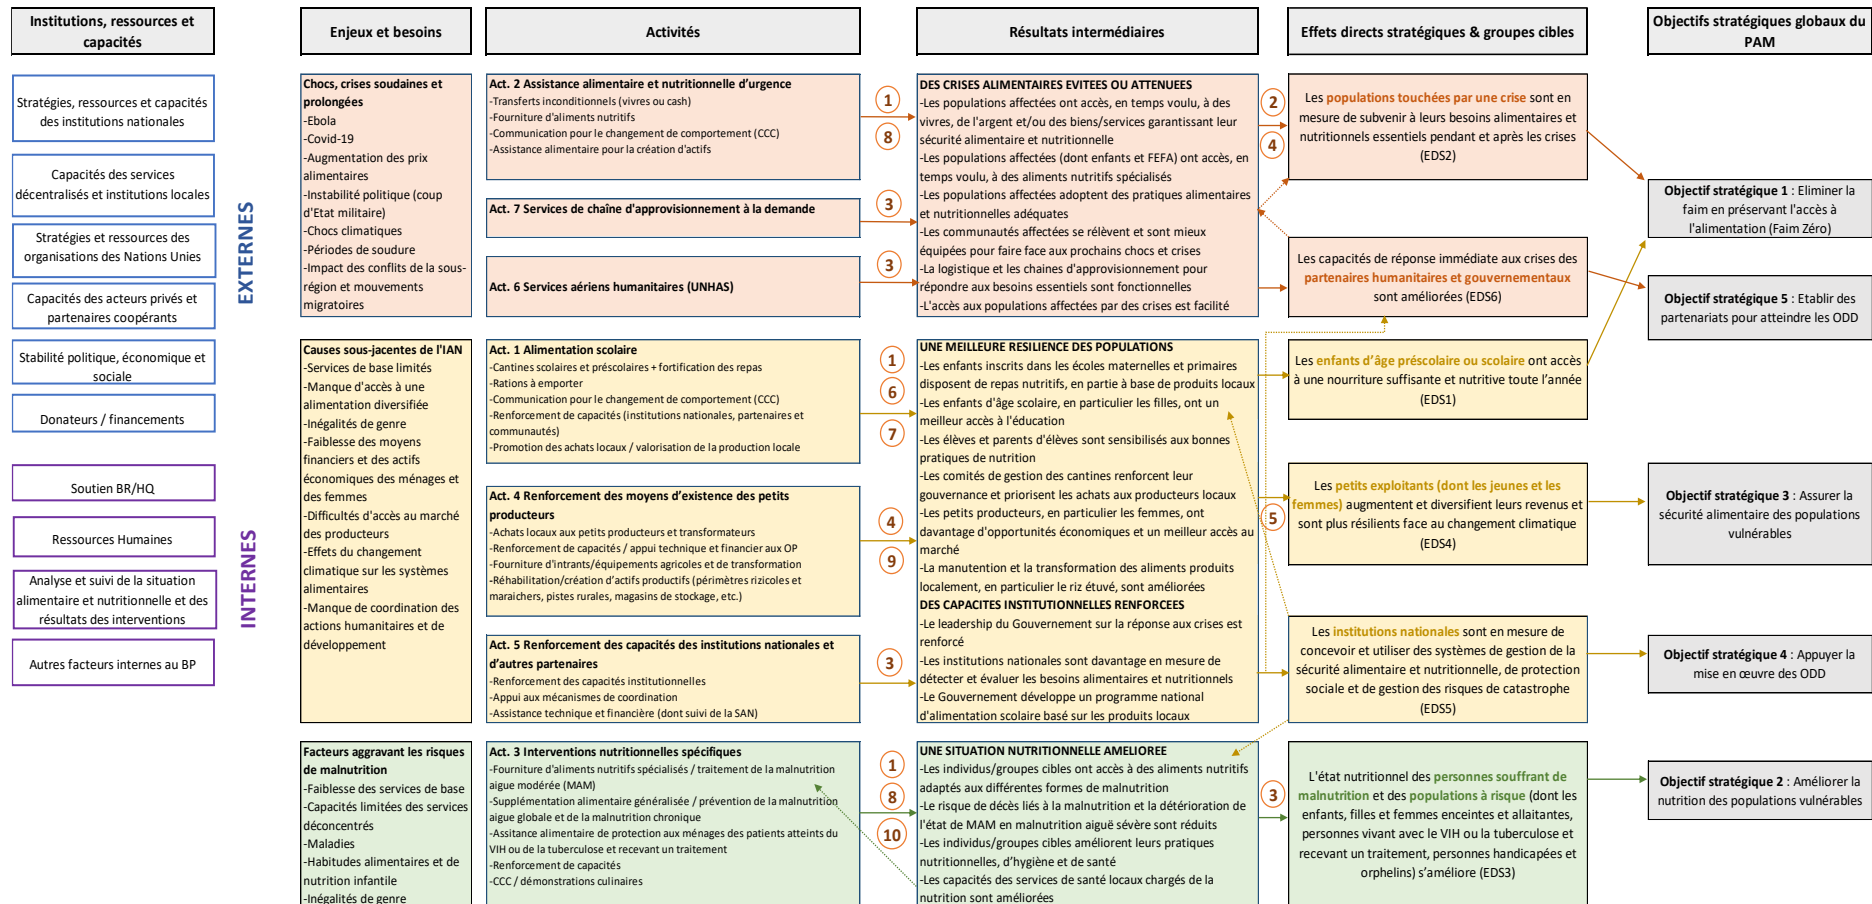 Institutions, ressources et
capacités
Enjeux et besoins
Activités
Résultats intermédiaires
Effets directs stratégiques & groupes cibles
Objectifs stratégiques globaux du
PAM
EXTERNES
Stratégies, ressources et capacités
des institutions nationales
Capacités des services
décentralisés et institutions locales
Stratégies et ressources des
organisations des Nations Unies
Capacités des acteurs privés et
partenaires coopérants
Stabilité politique, économique et
sociale
Donateurs / financements
INTERNES
Soutien BR/HQ
Ressources Humaines
Analyse et suivi de la situation
alimentaire et nutritionnelle et des
résultats des interventions
Autres facteurs internes au BP
Chocs, crises soudaines et
prolongées
-Ebola
-Covid-19
-Augmentation des prix
alimentaires
-Instabilité politique (coup
d'Etat militaire)
-Chocs climatiques
-Périodes de soudure
-Impact des conflits de la sous-
région et mouvements
migratoires
Act. 2 Assistance alimentaire et nutritionnelle d'urgence
-Transferts inconditionnels (vivres ou cash)
-Fourniture d'aliments nutritifs
-Communication pour le changement de comportement (CCC)
-Assistance alimentaire pour la création d'actifs
1
8
Act. 7 Services de chaîne d'approvisionnement à la demande
3
Act. 6 Services aériens humanitaires (UNHAS)
3
DES CRISES ALIMENTAIRES EVITEES OU ATTENUEES
-Les populations affectées ont accès, en temps voulu, à des
vivres, de l'argent et/ou des biens/services garantissant leur
sécurité alimentaire et nutritionnelle
-Les populations affectées (dont enfants et FEFA) ont accès, en
temps voulu, à des aliments nutritifs spécialisés
-Les populations affectées adoptent des pratiques alimentaires
et nutritionnelles adéquates
-Les communautés affectées se rélèvent et sont mieux
équipées pour faire face aux prochains chocs et crises
-La logistique et les chaines d'approvisionnement pour
répondre aux besoins essentiels sont fonctionnelles
-L'accès aux populations affectées par des crises est facilité
2
4
Les populations touchées par une crise sont en
mesure de subvenir à leurs besoins alimentaires et
nutritionnels essentiels pendant et après les crises
(EDS2)
Les capacités de réponse immédiate aux crises des
partenaires humanitaires et gouvernementaux
sont améliorées (EDS6)
Objectif stratégique 1 : Eliminer la
faim en préservant l'accès à
l'alimentation (Faim Zéro)
Objectif stratégique 5 : Etablir des
partenariats pour atteindre les ODD
Causes sous-jacentes de l'IAN
-Services de base limités
-Manque d'accès à une
alimentation diversifiée
-Inégalités de genre
-Faiblesse des moyens
financiers et des actifs
économiques des ménages et
des femmes
-Difficultés d'accès au marché
des producteurs
-Effets du changement
climatique sur les systèmes
alimentaires
-Manque de coordination des
actions humanitaires et de
développement
Act. 1 Alimentation scolaire
-Cantines scolaires et préscolaires + fortification des repas
-Rations à emporter
-Communication pour le changement de comportement (CCC)
-Renforcement de capacités (institutions nationales, partenaires et
communautés)
-Promotion des achats locaux / valorisation de la production locale
1
6
7
Act. 4 Renforcement des moyens d'existence des petits
producteurs
-Achats locaux aux petits producteurs et transformateurs
-Renforcement de capacités / appui technique et financier aux OP
-Fourniture d'intrants/équipements agricoles et de transformation
-Réhabilitation/création d'actifs productifs (périmètres rizicoles et
maraichers, pistes rurales, magasins de stockage, etc.)
4
9
Act. 5 Renforcement des capacités des institutions nationales et
d'autres partenaires
-Renforcement des capacités institutionnelles
-Appui aux mécanismes de coordination
-Assistance technique et financière (dont suivi de la SAN)
3
UNE MEILLEURE RESILIENCE DES POPULATIONS
-Les enfants inscrits dans les écoles maternelles et primaires
disposent de repas nutritifs, en partie à base de produits locaux
-Les enfants d'âge scolaire, en particulier les filles, ont un
meilleur accès à l'éducation
-Les élèves et parents d'élèves sont sensibilisés aux bonnes
pratiques de nutrition
-Les comités de gestion des cantines renforcent leur
gouvernance et priorisent les achats aux producteurs locaux
-Les petits producteurs, en particulier les femmes, ont
davantage d'opportunités économiques et un meilleur accès au
marché
-La manutention et la transformation des aliments produits
localement, en particulier le riz étuvé, sont améliorées
DES CAPACITES INSTITUTIONNELLES RENFORCEES
-Le leadership du Gouvernement sur la réponse aux crises est
renforcé
-Les institutions nationales sont davantage en mesure de
détecter et évaluer les besoins alimentaires et nutritionnels
-Le Gouvernement développe un programme national
d'alimentation scolaire basé sur les produits locaux
5
Les enfants d'âge préscolaire ou scolaire ont accès
à une nourriture suffisante et nutritive toute l'année
(EDS1)
Les petits exploitants (dont les jeunes et les
femmes) augmentent et diversifient leurs revenus et
sont plus résilients face au changement climatique
(EDS4)
Les institutions nationales sont en mesure de
concevoir et utiliser des systèmes de gestion de la
sécurité alimentaire et nutritionnelle, de protection
sociale et de gestion des risques de catastrophe
(EDS5)
Objectif stratégique 3 : Assurer la
sécurité alimentaire des populations
vulnérables
Objectif stratégique 4 : Appuyer la
mise en œuvre des ODD
Facteurs aggravant les risques
de malnutrition
-Faiblesse des services de base
-Capacités limitées des services
déconcentrés
-Maladies
-Habitudes alimentaires et de
nutrition infantile
-Inégalités de genre
Act. 3 Interventions nutritionnelles spécifiques
-Fourniture d'aliments nutritifs spécialisés / traitement de la malnutrition
aigue modérée (MAM)
-Supplémentation alimentaire généralisée / prévention de la malnutrition
aigue globale et de la malnutrition chronique
-Assitance alimentaire de protection aux ménages des patients atteints du
VIH ou de la tuberculose et recevant un traitement
-Renforcement de capacités
-CCC / démonstrations culinaires
1
8
10
UNE SITUATION NUTRITIONNELLE AMELIOREE
-Les individus/groupes cibles ont accès à des aliments nutritifs
adaptés aux différentes formes de malnutrition
-Le risque de décès liés à la malnutrition et la détérioration de
l'état de MAM en malnutrition aiguë sévère sont réduits
-Les individus/groupes cibles améliorent leurs pratiques
nutritionnelles, d'hygiène et de santé
-Les capacités des services de santé locaux chargés de la
nutrition sont améliorées
3
L'état nutritionnel des personnes souffrant de
malnutrition et des populations à risque (dont les
enfants, filles et femmes enceintes et allaitantes,
personnes vivant avec le VIH ou la tuberculose et
recevant un traitement, personnes handicapées et
orphelins) s'améliore (EDS3)
Objectif stratégique 2 : Améliorer la
nutrition des populations vulnérables